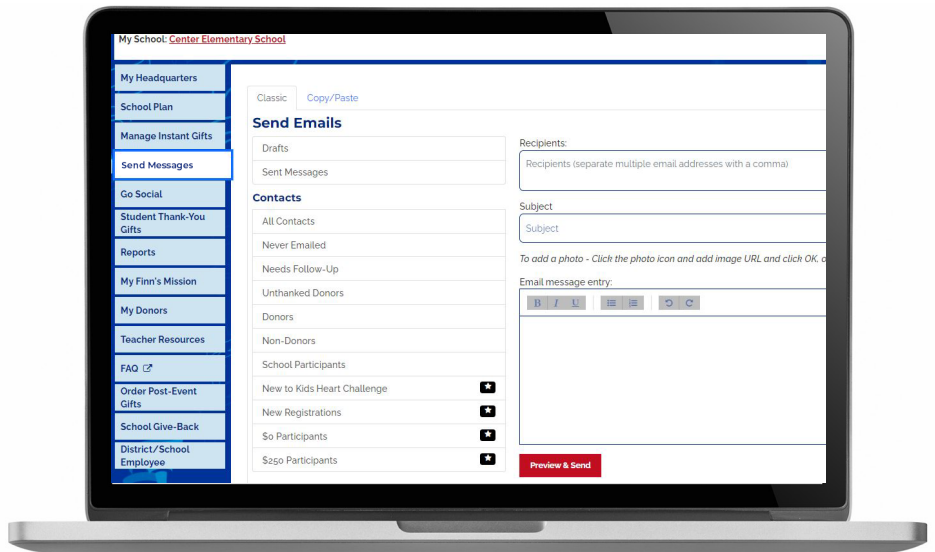 My School: Center Elementary School
My Headquarters
School Plan
Manage Instant Gifts
Send Messages
Go Social
Student Thank-You
Gifts
Reports
My Finn's Mission
My Donors
Teacher Resources
FAQ
Order Post-Event
Gifts
School Give-Back
District/School
Employee
Classic Copy/Paste
Send Emails
Drafts
Sent Messages
Contacts
All Contacts
Never Emailed
Needs Follow-Up
Unthanked Donors
Donors
Non-Donors
School Participants
New to Kids Heart Challenge
New Registrations
$0 Participants
$250 Participants
Recipients:
Recipients (separate multiple email addresses with a comma)
Subject
Subject
To add a photo - Click the photo icon and add image URL and click OK. o
Email message entry:
B I U
Preview & Send